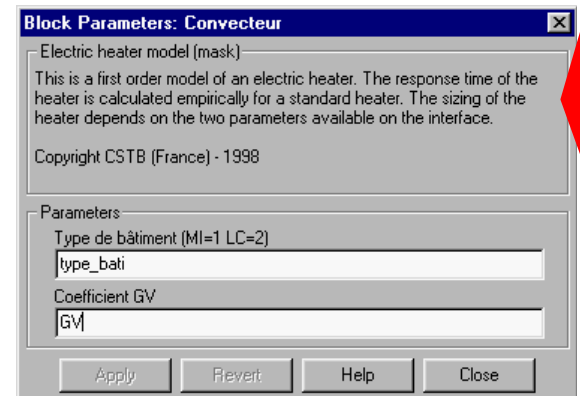 Block Parameters: Convecteur
Electric heater model (mask)
This is a first order model of an electric heater. The response time of the
heater is calculated empirically for a standard heater. The sizing of the
heater depends on the two parameters available on the interface.
Copyright CSTB (France) - 1998
Parameters
Type de bâtiment (MI=1 LC=2)
type_bati
Coefficient GV
GV
Apply Revert Help Close